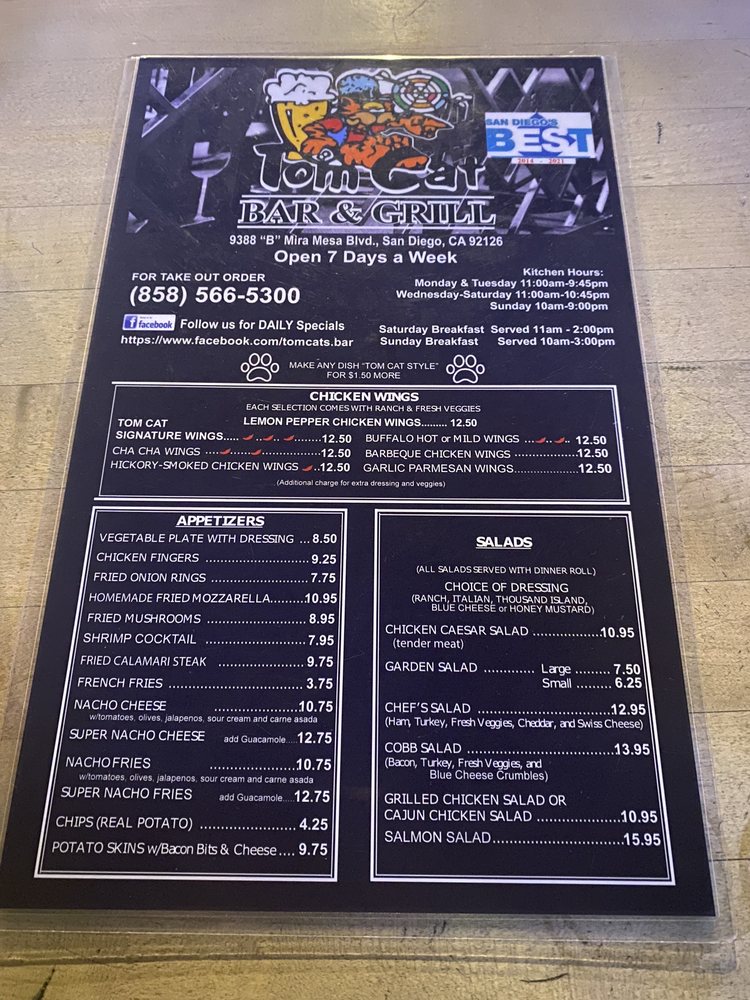 SAN DIEGO'S
BEST
2014 - 2021
Tom Cat
BAR & GRILL
9388 “B” Mira Mesa Blvd., San Diego, CA 92126
Open 7 Days a Week
FOR TAKE OUT ORDER
(858) 566-5300
Kitchen Hours:
Monday & Tuesday 11:00am-9:45pm
Wednesday-Saturday 11:00am-10:45pm
Sunday 10am-9:00pm
facebook Follow us for DAILY Specials
https://www.facebook.com/tomcats.bar
Saturday Breakfast Served 11am - 2:00pm
Sunday Breakfast Served 10am-3:00pm
MAKE ANY DISH “TOM CAT STYLE”
FOR $1.50 MORE
CHICKEN WINGS
EACH SELECTION COMES WITH RANCH & FRESH VEGGIES
LEMON PEPPER CHICKEN WINGS......... 12.50
TOM CAT
SIGNATURE WINGS..... .. .. ........12.50
CHA CHA WINGS ..... ..... ..............12.50
HICKORY-SMOKED CHICKEN WINGS ..12.50
BUFFALO HOT or MILD WINGS ... .. .. 12.50
BARBEQUE CHICKEN WINGS ...............12.50
GARLIC PARMESAN WINGS.....................12.50
(Additional charge for extra dressing and veggies)
APPETIZERS
VEGETABLE PLATE WITH DRESSING ... 8.50
CHICKEN FINGERS ........................ 9.25
FRIED ONION RINGS ...................... 7.75
HOMEMADE FRIED MOZZARELLA.........10.95
FRIED MUSHROOMS ....................... 8.95
SHRIMP COCKTAIL ........................ 7.95
FRIED CALAMARI STEAK .................. 9.75
FRENCH FRIES ............................. 3.75
NACHO CHEESE ...................10.75
w/tomatoes, olives, jalapenos, sour cream and carne asada
SUPER NACHO CHEESE add Guacamole.....12.75
NACHO FRIES ....................10.75
w/tomatoes, olives, jalapenos, sour cream and carne asada
SUPER NACHO FRIES add Guacamole.....12.75
CHIPS (REAL POTATO) ..................... 4.25
POTATO SKINS w/Bacon Bits & Cheese .... 9.75
SALADS
(ALL SALADS SERVED WITH DINNER ROLL)
CHOICE OF DRESSING
(RANCH, ITALIAN, THOUSAND ISLAND,
BLUE CHEESE or HONEY MUSTARD)
CHICKEN CAESAR SALAD ...............10.95
(tender meat)
GARDEN SALAD ............ Large ......... 7.50
Small ......... 6.25
CHEF'S SALAD ...............................12.95
(Ham, Turkey, Fresh Veggies, Cheddar, and Swiss Cheese)
COBB SALAD .................................13.95
(Bacon, Turkey, Fresh Veggies, and
Blue Cheese Crumbles)
GRILLED CHICKEN SALAD OR
CAJUN CHICKEN SALAD ...................10.95
SALMON SALAD.............................15.95